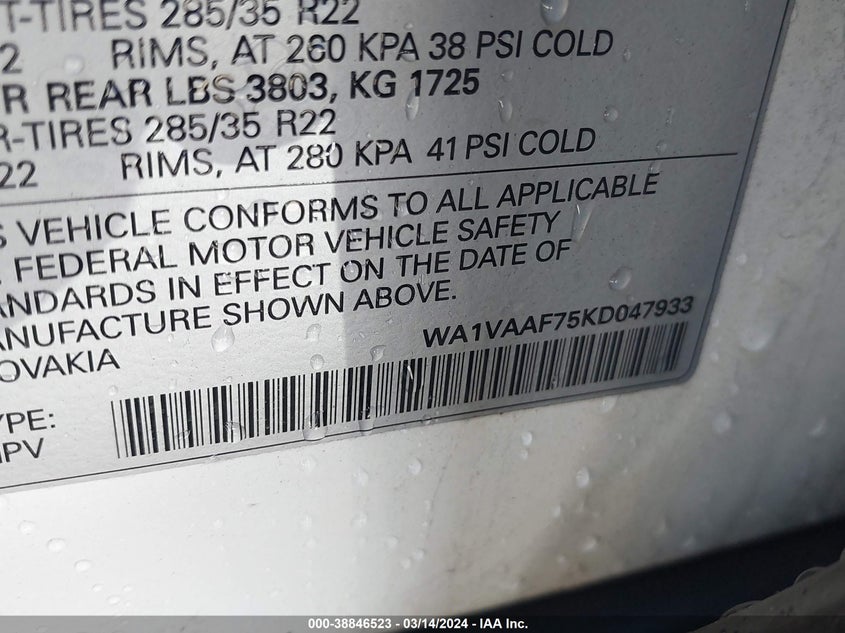 T-TIRES 285/35 R22
2 RIMS, AT 260 KPA 38 PSI COLD
R REAR LBS 3803, KG 1725
R-TIRES 285/35 R22
22 RIMS, AT 280 KPA 41 PSI COLD
S VEHICLE CONFORMS TO ALL APPLICABLE
FEDERAL MOTOR VEHICLE SAFETY
ANDARDS IN EFFECT ON THE DATE OF
ANUFACTURE SHOWN ABOVE.
OVAKIA
WA1VAAF75KD047933
YPE:
MPV
000-38846523 - 03/14/2024 - IAA Inc.